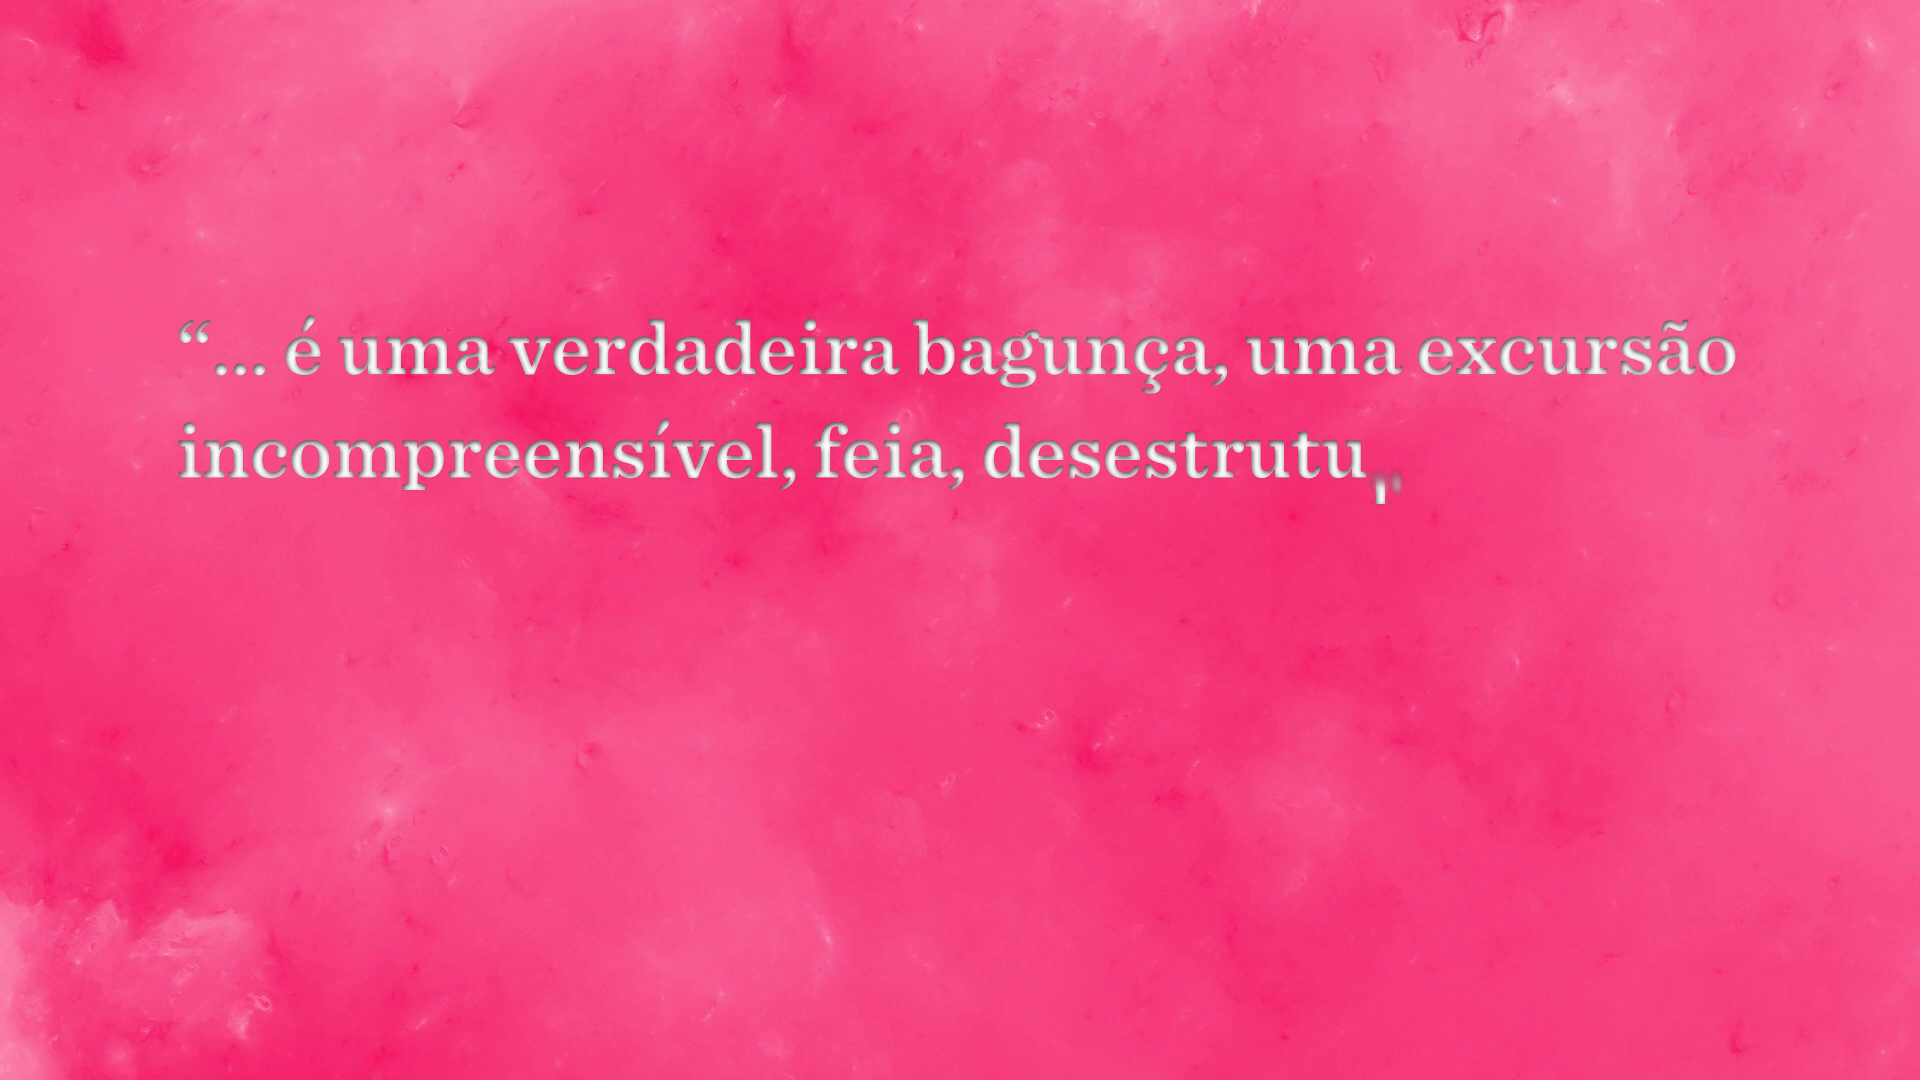 “... é uma verdadeira bagunça, uma excursão
incompreensível, feia, desestrutu